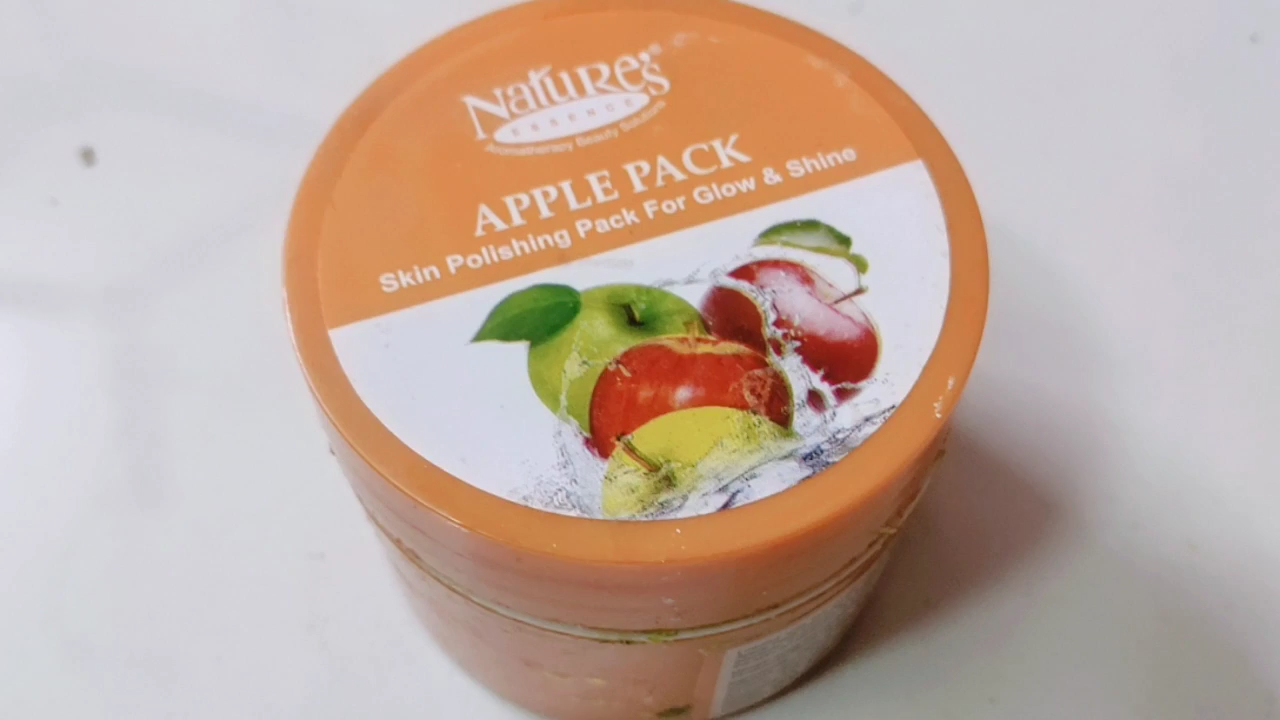 NatuRe's
ESSENCE
Aromatherapy Beauty Solutions
APPLE PACK
Skin Polishing Pack For Glow & Shine